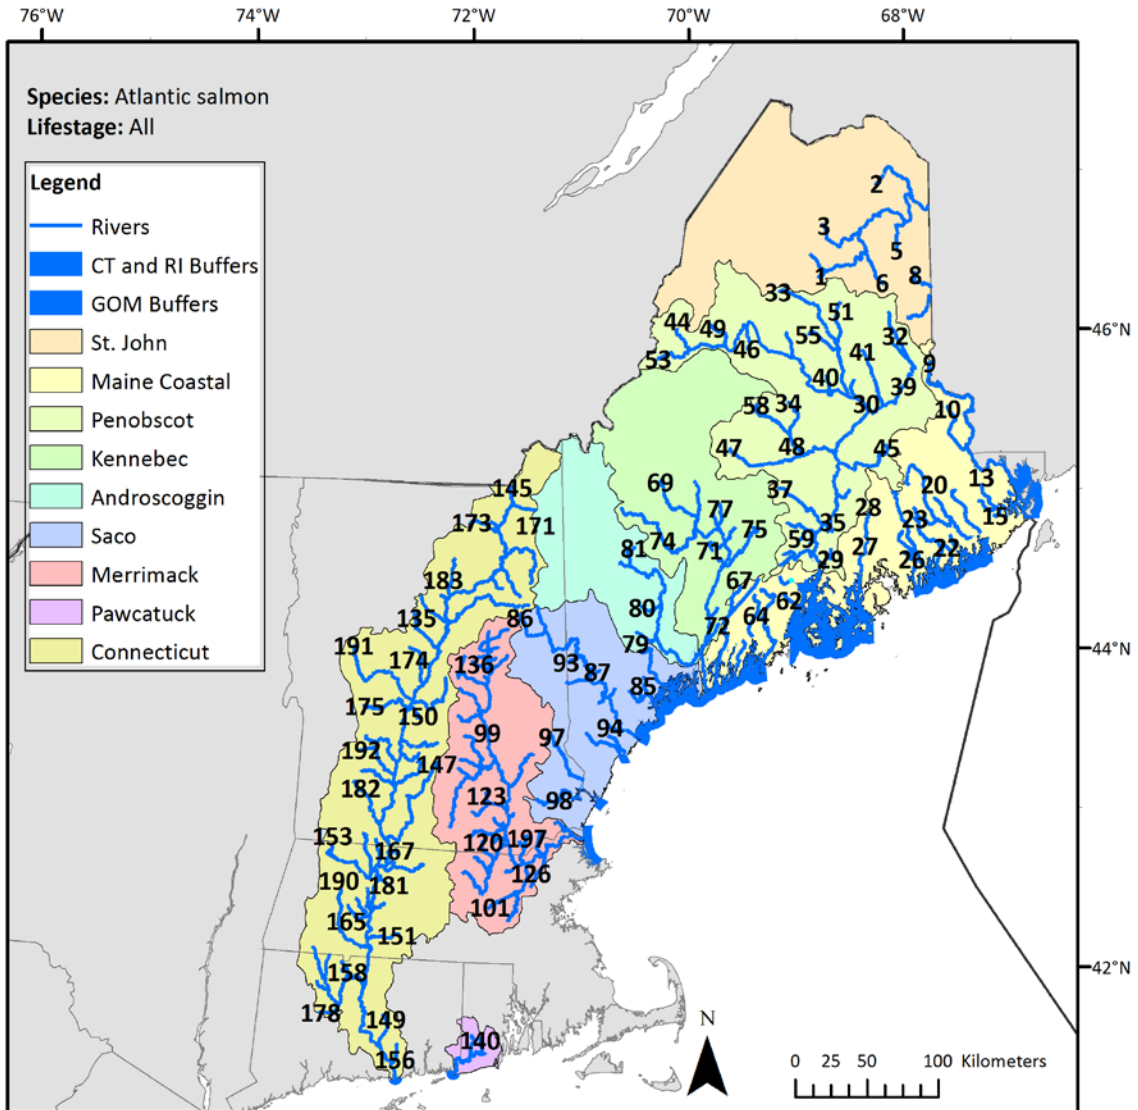 76°W 74°W 72°W 70°W 68°W
Species: Atlantic salmon
Lifestage: All
Legend
Rivers
CT and RI Buffers
GOM Buffers
St. John
Maine Coastal
Penobscot
Kennebec
Androscoggin
Saco
Merrimack
Pawcatuck
Connecticut
2
3
5
1 6 8
33
51
44 49 55 32 46°N
53 46 41 9
40 39
58 34 30 10
47 48 45
69 37 20 13
145 77 28
173 171 75 35 23 15
81 74 71 59 27 22
29 26
183 67
135 86 80 62
64
72
191 174 136 93 79 44°N
87 85
175 150
99 97 94
192 147
182 123 98
153 167 120 197
190 181 126
165 101
151
158 42°N
178 149
156 140
N
0 25 50 100 Kilometers